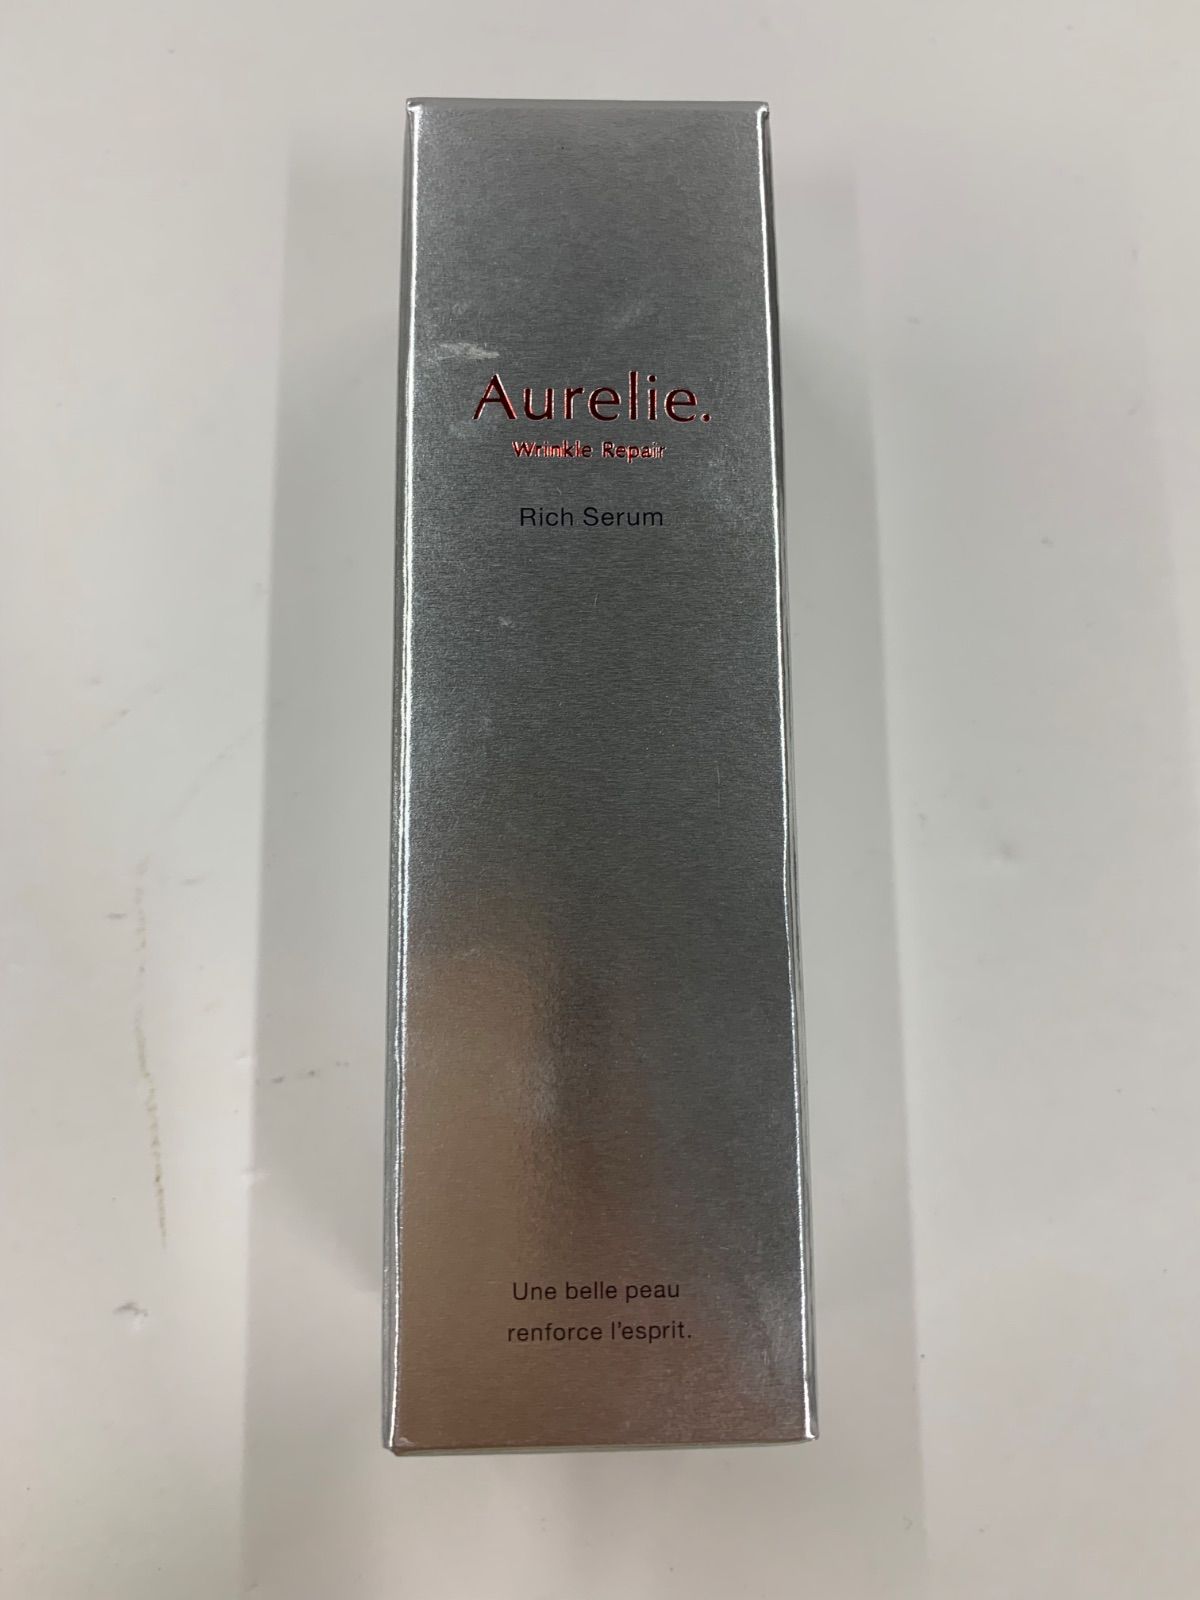 Aurelie.
Wrinkle Repair
Rich Serum
Une belle peau
renforce l'esprit.